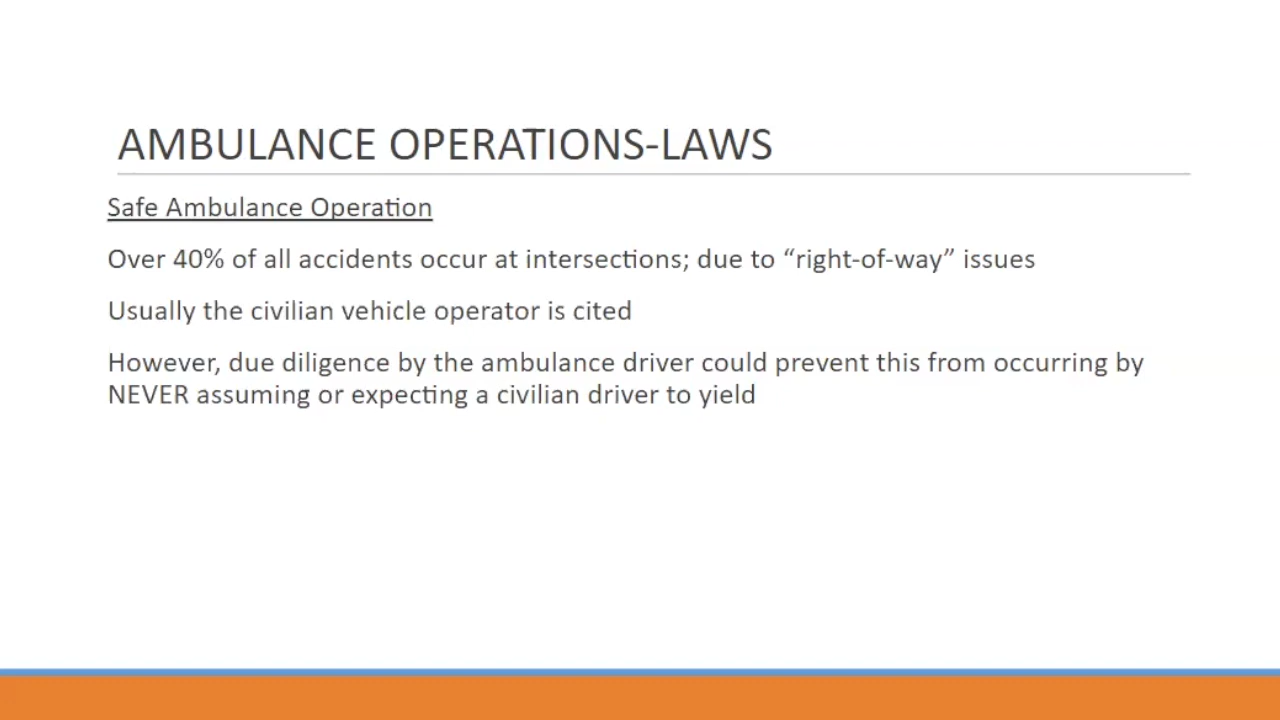 AMBULANCE OPERATIONS-LAWS
Safe Ambulance Operation
Over 40% of all accidents occur at intersections; due to “right-of-way” issues
Usually the civilian vehicle operator is cited
However, due diligence by the ambulance driver could prevent this from occurring by
NEVER assuming or expecting a civilian driver to yield